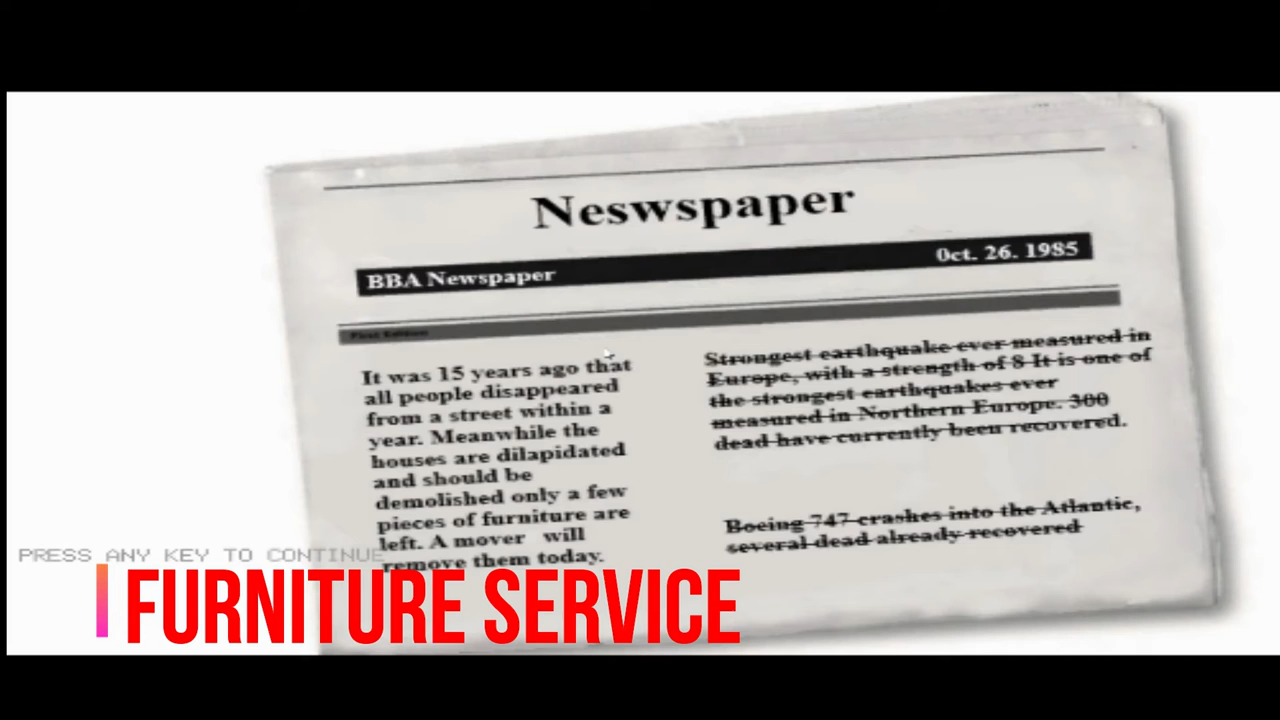 Neswspaper
BBA Newspaper
Oct. 26. 1985
First Edition
It was 15 years ago that
all people disappeared
from a street within a
year. Meanwhile the
houses are dilapidated
and should be
demolished only a few
pieces of furniture are
left. A mover will
remove them today.
Strongest earthquake ever measured in
Europe, with a strength of 8 It is one of
the strongest earthquakes ever
measured in Northern Europe. 300
dead have currently been recovered.
Boeing 747 crashes into the Atlantic,
several dead already recovered
PRESS ANY KEY TO CONTINUE
FURNITURE SERVICE